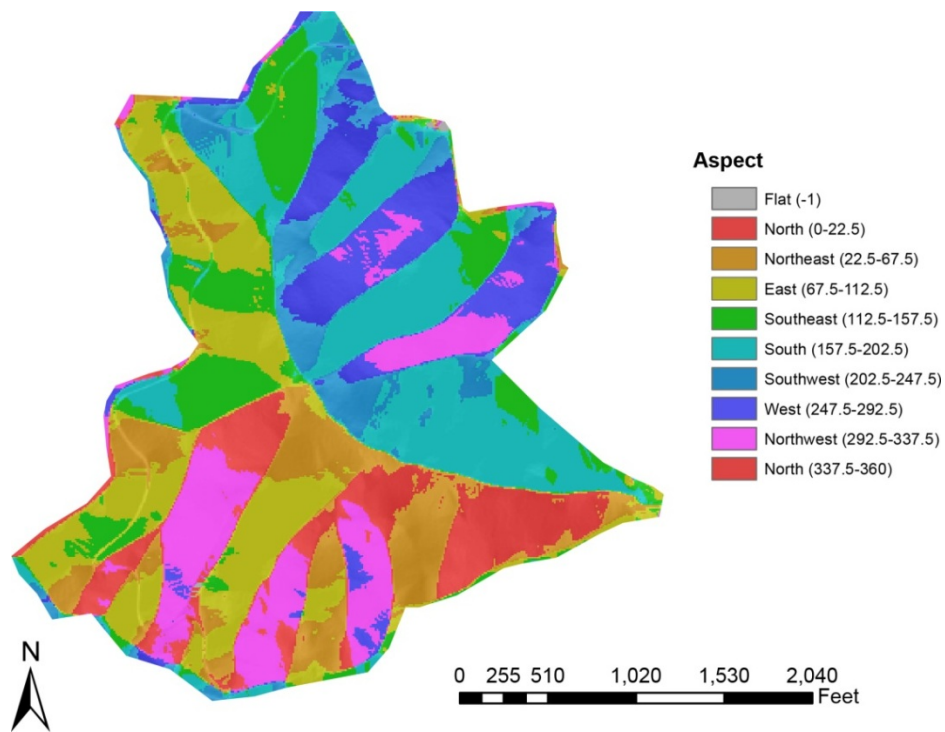 Aspect
Flat (-1)
North (0-22.5)
Northeast (22.5-67.5)
East (67.5-112.5)
Southeast (112.5-157.5)
South (157.5-202.5)
Southwest (202.5-247.5)
West (247.5-292.5)
Northwest (292.5-337.5)
North (337.5-360)
N
0 255 510 1,020 1,530 2,040
Feet